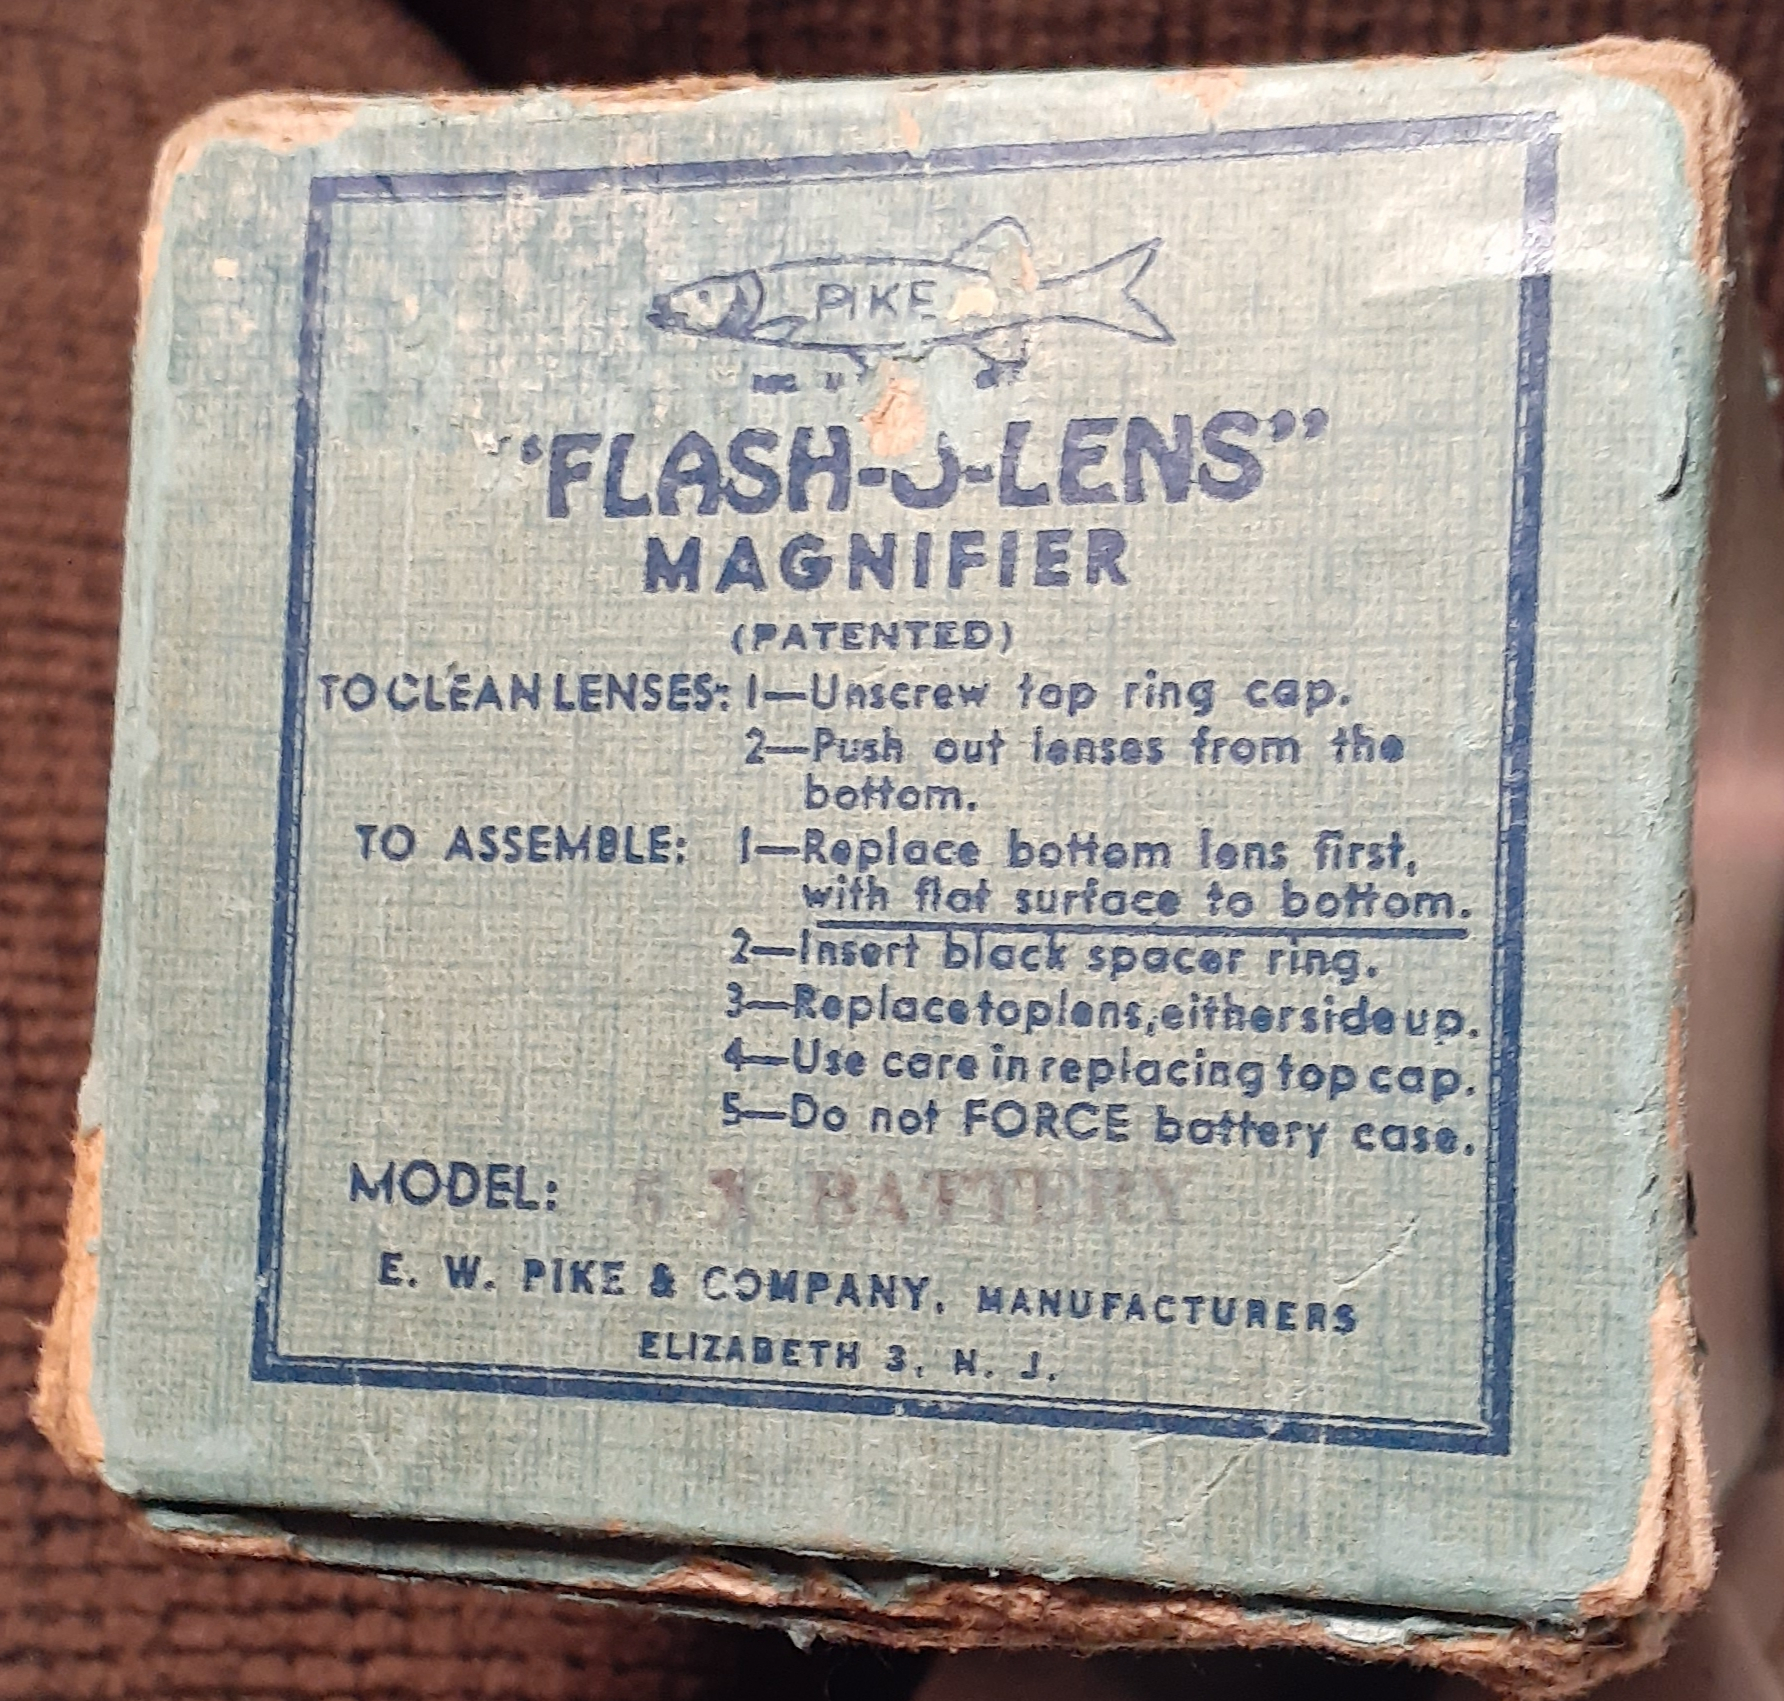 PIKE
"FLASH-O-LENS"
MAGNIFIER
(PATENTED)
TO CLEAN LENSES: 1—Unscrew top ring cap.
2—Push out lenses from the
bottom.
TO ASSEMBLE: 1—Replace bottom lens first,
with flat surface to bottom.
2—Insert black spacer ring.
3—Replace top lens, either side up.
4—Use care in replacing top cap.
5—Do not FORCE battery case.
MODEL: X BATTERY
E. W. PIKE & COMPANY, MANUFACTURERS
ELIZABETH 3, N. J.